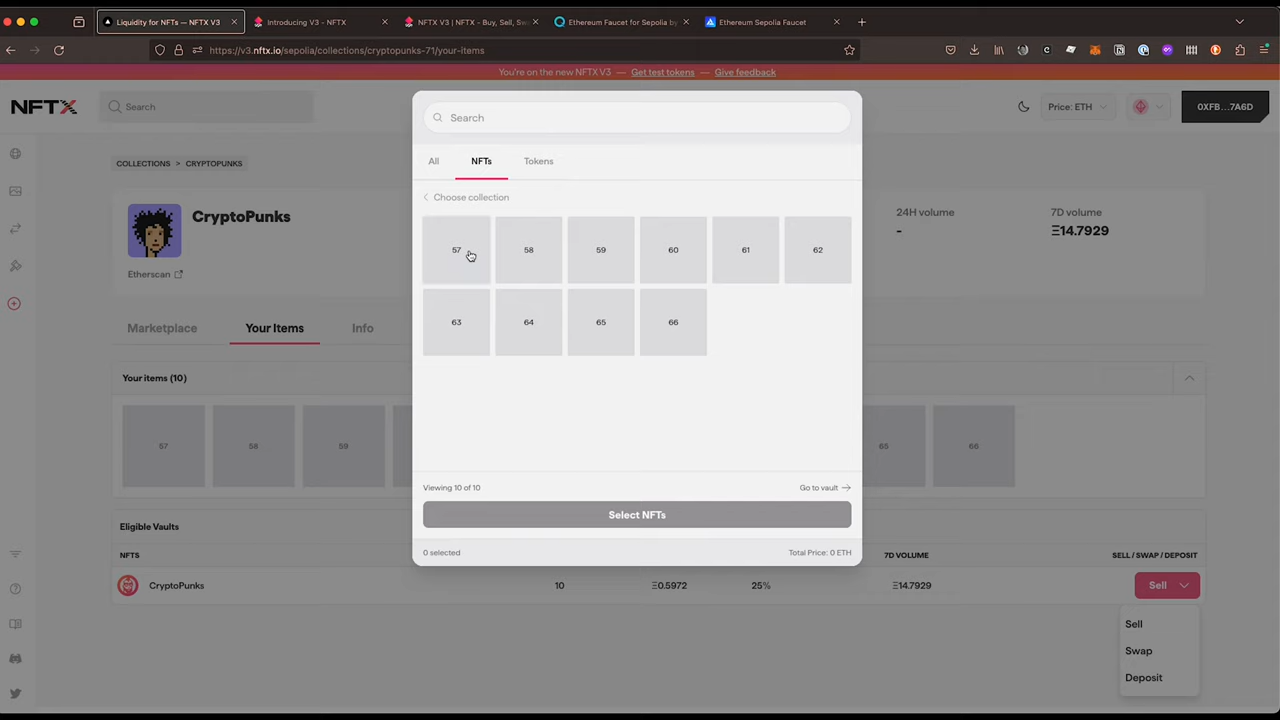 Liquidity for NFTs — NFTX V3
Introducing V3 - NFTX
NFTX V3 | NFTX - Buy, Sell, Swa
Ethereum Faucet for Sepolia by
Ethereum Sepolia Faucet
https://v3.nftx.io/sepolia/collections/cryptopunks-71/your-items
You're on the new NFTX V3 — Get test tokens — Give feedback
NFTX
Search
Price: ETH
0XFB...7A6D
COLLECTIONS > CRYPTOPUNKS
CryptoPunks
Etherscan
24H volume
-
7D volume
Ξ14.7929
Marketplace
Your Items
Info
Search
All
NFTs
Tokens
Choose collection
57 58 59 60 61 62
63 64 65 66
Viewing 10 of 10
Go to vault
Select NFTs
0 selected
Total Price: 0 ETH
Your items (10)
57 58 59 65 66
Eligible Vaults
NFTS
7D VOLUME
SELL / SWAP / DEPOSIT
CryptoPunks
10
Ξ0.5972
25%
Ξ14.7929
Sell
Sell
Swap
Deposit